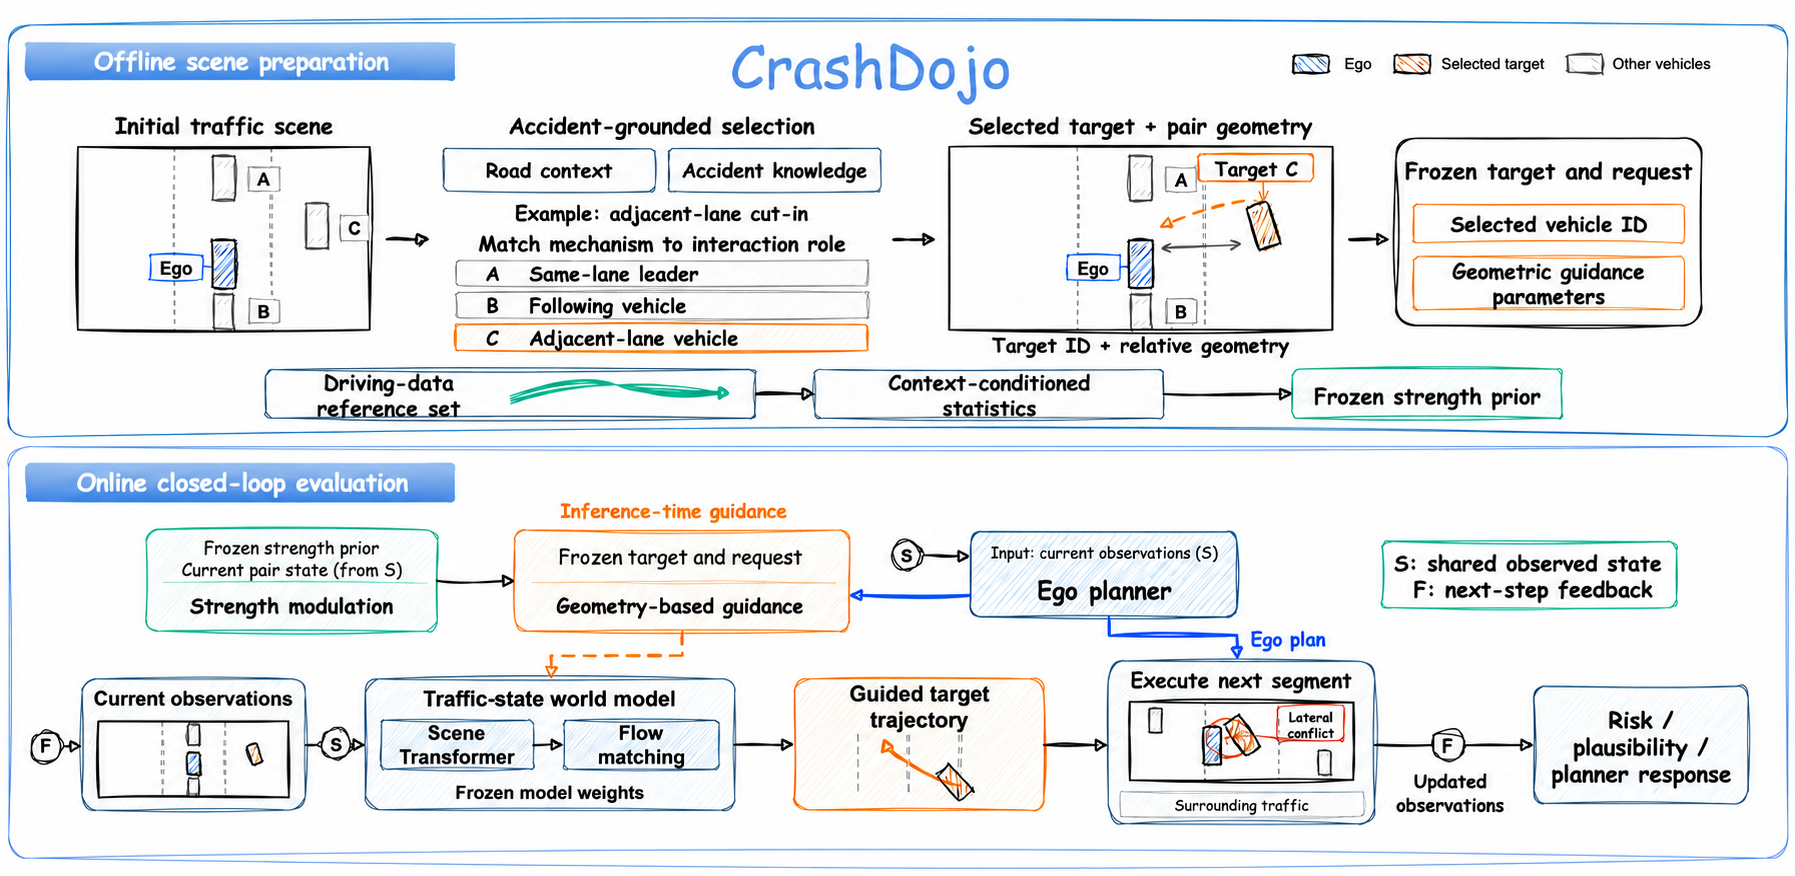 Offline scene preparation
CrashDojo
Ego
Selected target
Other vehicles
Initial traffic scene
A
C
Ego
B
Accident-grounded selection
Road context
Accident knowledge
Example: adjacent-lane cut-in
Match mechanism to interaction role
A Same-lane leader
B Following vehicle
C Adjacent-lane vehicle
Selected target + pair geometry
A
Target C
Ego
B
Target ID + relative geometry
Frozen target and request
Selected vehicle ID
Geometric guidance
parameters
Driving-data
reference set
Context-conditioned
statistics
Frozen strength prior
Online closed-loop evaluation
Inference-time guidance
Frozen strength prior
Current pair state (from S)
Strength modulation
Frozen target and request
Geometry-based guidance
S
Input: current observations (S)
Ego planner
S: shared observed state
F: next-step feedback
Ego plan
F
Current observations
S
Traffic-state world model
Scene
Transformer
Flow
matching
Frozen model weights
Guided target
trajectory
Execute next segment
Lateral
conflict
Surrounding traffic
F
Updated
observations
Risk /
plausibility /
planner response